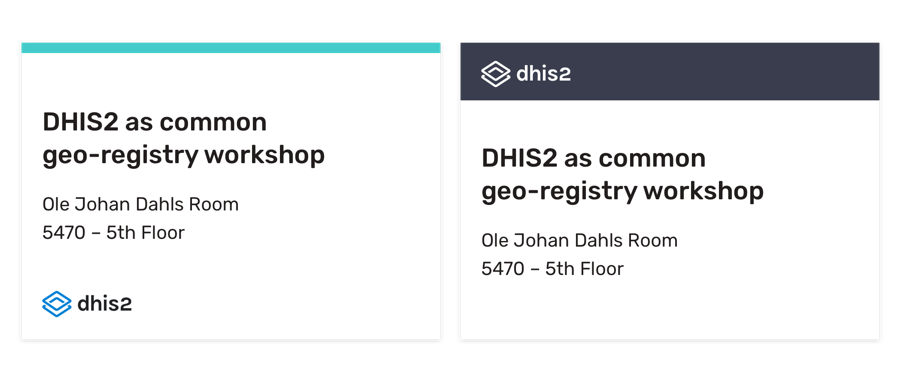 DHIS2 as common
geo-registry workshop
Ole Johan Dahls Room
5470 – 5th Floor
dhis2
dhis2
DHIS2 as common
geo-registry workshop
Ole Johan Dahls Room
5470 – 5th Floor